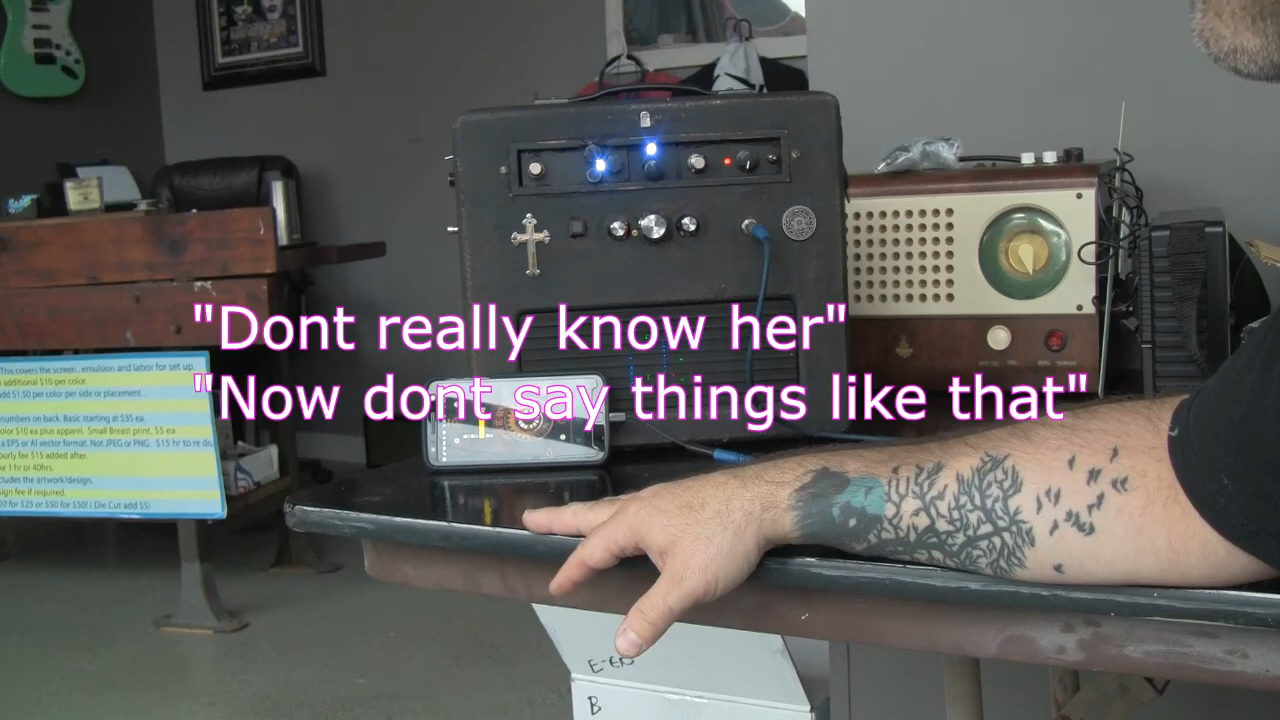 "Dont really know her"
"Now dont say things like that"
This covers the screen, emulsion and labor for set up.
additional $10 per color.
add $1.50 per color per side or placement.
numbers on back. Basic starting at $35 ea.
olor $10 ea plus apparel. Small Breast print. $5 ea
a EPS or AI vector format. Not JPEG or PNG. $15 hr to re do.
ourly fee $15 added after.
ke 1 hr or 40hrs.
cludes the artwork/design.
ign fee if required.
10 for $25 or $50 for $50! ( Die Cut add $5)
B